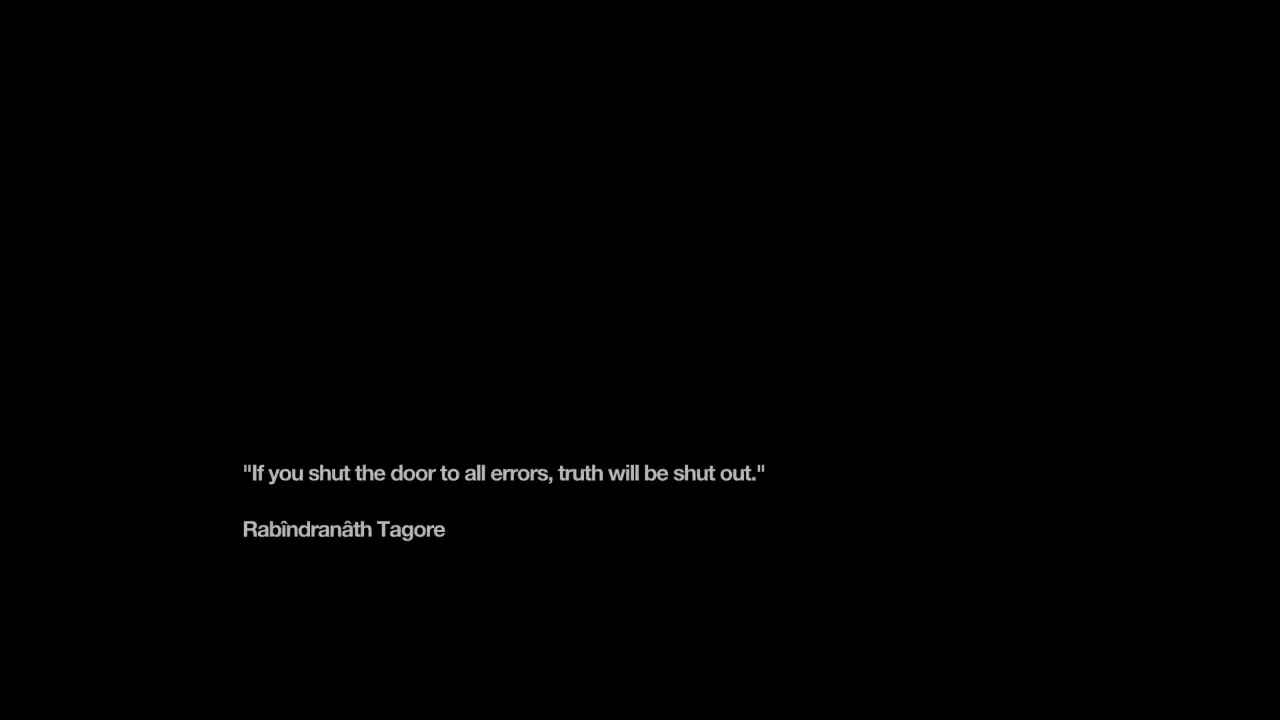 "If you shut the door to all errors, truth will be shut out."
Rabîndranâth Tagore